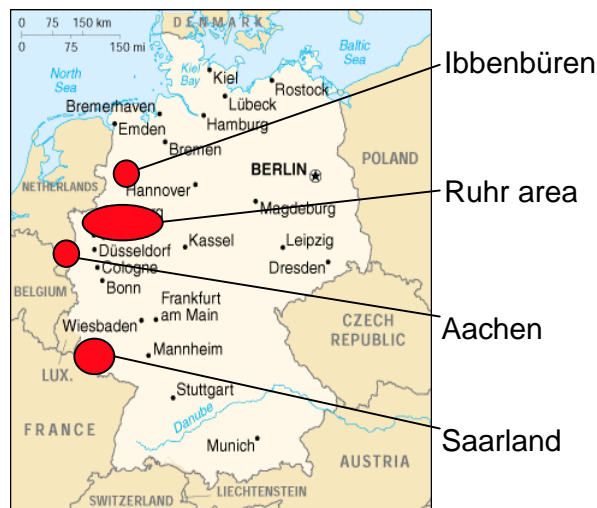 0 75 150 km
0 75 150 mi
DENMARK
North
Sea
Baltic
Sea
Kiel
Bay
Kiel
Rostock
Lübeck
Bremerhaven
Hamburg
Emden
Bremen
BERLIN
POLAND
NETHERLANDS
Hannover
Magdeburg
Düsseldorf
Kassel
Leipzig
Cologne
Dresden
Bonn
BELGIUM
Frankfurt
am Main
Wiesbaden
CZECH
REPUBLIC
Mannheim
LUX.
Stuttgart
FRANCE
Danube
Munich
AUSTRIA
SWITZERLAND
LIECHTENSTEIN
Ibbenbüren
Ruhr area
Aachen
Saarland